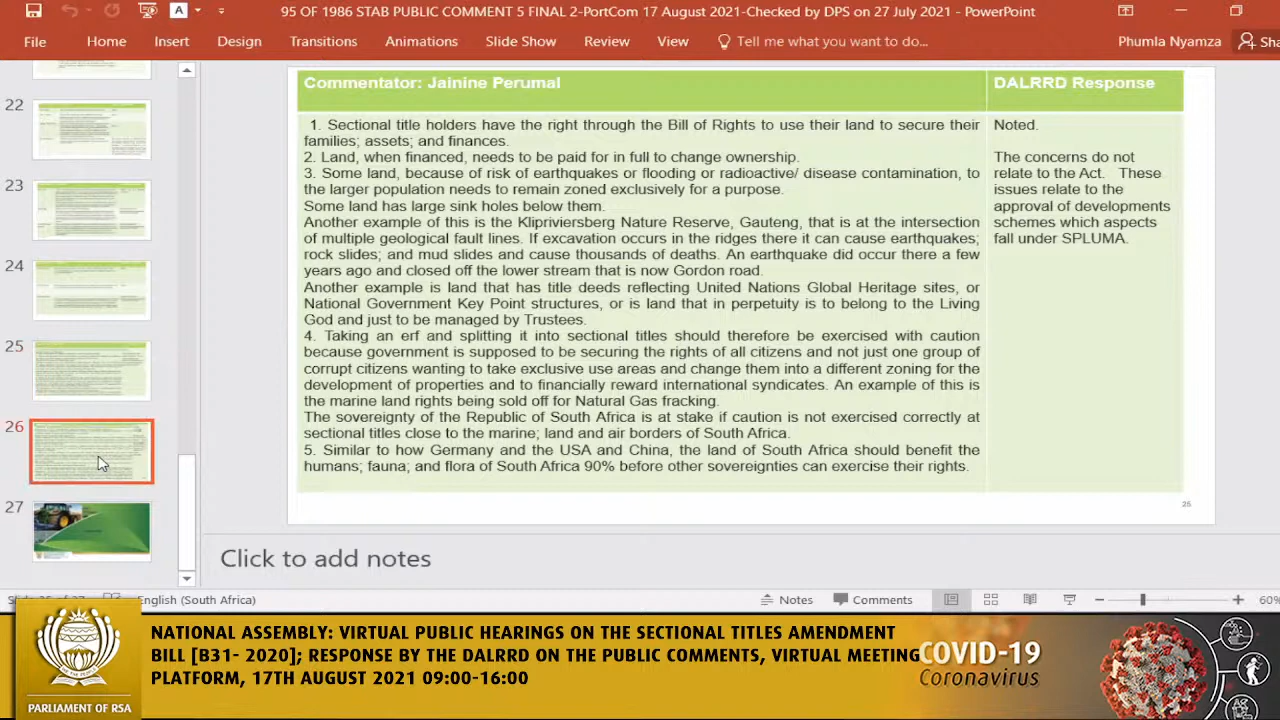 95 OF 1986 STAB PUBLIC COMMENT 5 FINAL 2-PortCom 17 August 2021-Checked by DPS on 27 July 2021 - PowerPoint
File Home Insert Design Transitions Animations Slide Show Review View Tell me what you want to do... Phumla Nyamza Sha
22
23
24
25
26
27
Commentator: Jainine Perumal
DALRRD Response
1. Sectional title holders have the right through the Bill of Rights to use their land to secure their
families; assets; and finances.
2. Land, when financed, needs to be paid for in full to change ownership.
3. Some land, because of risk of earthquakes or flooding or radioactive/ disease contamination, to
the larger population needs to remain zoned exclusively for a purpose.
Some land has large sink holes below them.
Another example of this is the Klipriviersberg Nature Reserve, Gauteng, that is at the intersection
of multiple geological fault lines. If excavation occurs in the ridges there it can cause earthquakes;
rock slides; and mud slides and cause thousands of deaths. An earthquake did occur there a few
years ago and closed off the lower stream that is now Gordon road.
Another example is land that has title deeds reflecting United Nations Global Heritage sites, or
National Government Key Point structures, or is land that in perpetuity is to belong to the Living
God and just to be managed by Trustees.
4. Taking an erf and splitting it into sectional titles should therefore be exercised with caution
because government is supposed to be securing the rights of all citizens and not just one group of
corrupt citizens wanting to take exclusive use areas and change them into a different zoning for the
development of properties and to financially reward international syndicates. An example of this is
the marine land rights being sold off for Natural Gas fracking.
The sovereignty of the Republic of South Africa is at stake if caution is not exercised correctly at
sectional titles close to the marine; land and air borders of South Africa.
5. Similar to how Germany and the USA and China, the land of South Africa should benefit the
humans; fauna; and flora of South Africa 90% before other sovereignties can exercise their rights.
Noted.
The concerns do not
relate to the Act. These
issues relate to the
approval of developments
schemes which aspects
fall under SPLUMA.
Click to add notes
English (South Africa) Notes Comments 60%
NATIONAL ASSEMBLY: VIRTUAL PUBLIC HEARINGS ON THE SECTIONAL TITLES AMENDMENT
BILL [B31- 2020]; RESPONSE BY THE DALRRD ON THE PUBLIC COMMENTS, VIRTUAL MEETING
PLATFORM, 17TH AUGUST 2021 09:00-16:00
PARLIAMENT OF RSA
COVID-19
Coronavirus